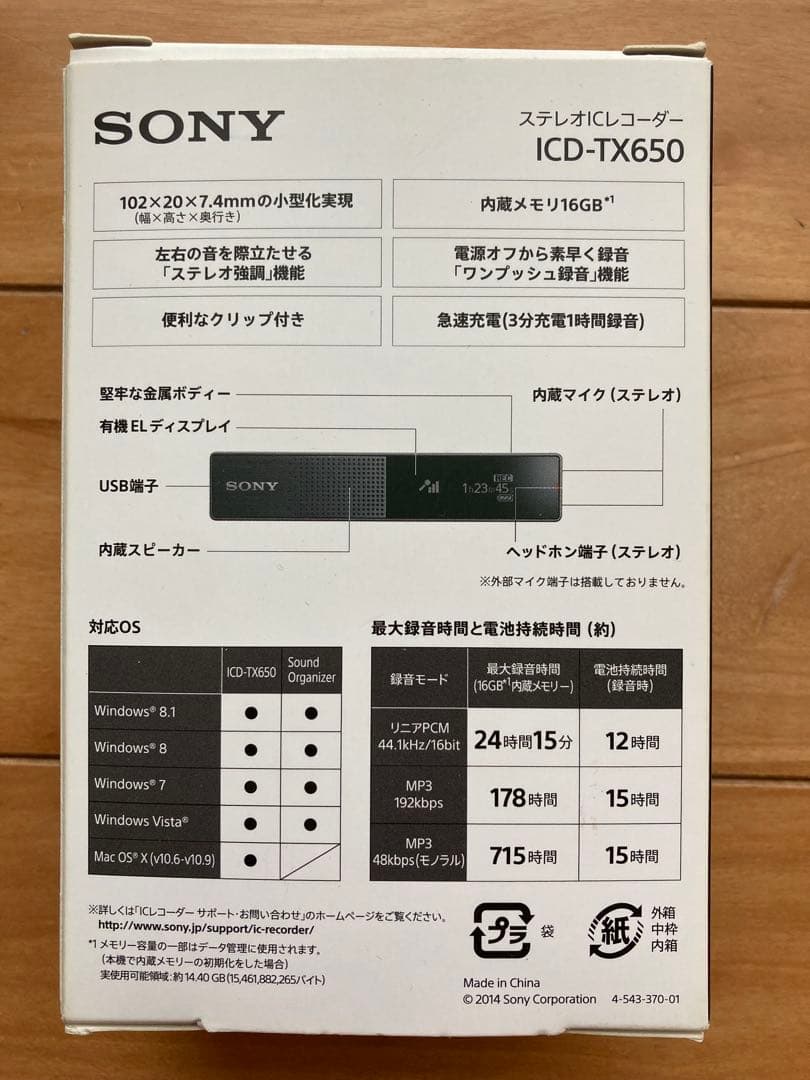 SONY
ステレオICレコーダー
ICD-TX650
102×20×7.4mmの小型化実現
(幅×高さ×奥行き)
内蔵メモリ16GB*1
左右の音を際立たせる
「ステレオ強調」機能
電源オフから素早く録音
「ワンプッシュ録音」機能
便利なクリップ付き
急速充電(3分充電1時間録音)
堅牢な金属ボディー
内蔵マイク(ステレオ)
有機ELディスプレイ
USB端子
SONY
REC
1h23m45s
内蔵スピーカー
ヘッドホン端子(ステレオ)
※外部マイク端子は搭載しておりません。
対応OS
ICD-TX650
Sound
Organizer
Windows® 8.1
● ●
Windows® 8
● ●
Windows® 7
● ●
Windows Vista®
● ●
Mac OS® X (v10.6-v10.9)
●
最大録音時間と電池持続時間(約)
録音モード
最大録音時間
(16GB*1内蔵メモリー)
電池持続時間
(録音時)
リニアPCM
44.1kHz/16bit
24時間15分
12時間
MP3
192kbps
178時間
15時間
MP3
48kbps(モノラル)
715時間
15時間
※詳しくは「ICレコーダー サポート・お問い合わせ」のホームページをご覧ください。
http://www.sony.jp/support/ic-recorder/
*1 メモリー容量の一部はデータ管理に使用されます。
(本機で内蔵メモリーの初期化をした場合)
実使用可能領域:約14.40 GB(15,461,882,265バイト)
プラ
袋
紙
外箱
中枠
内箱
Made in China
© 2014 Sony Corporation 4-543-370-01